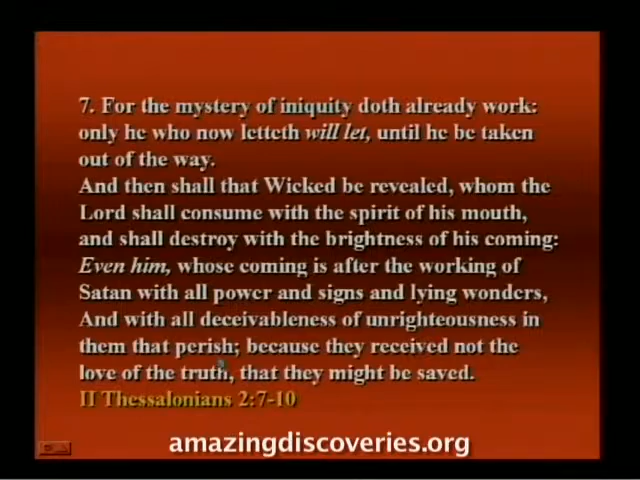 7. For the mystery of iniquity doth already work:
only he who now letteth will let, until he be taken
out of the way.
And then shall that Wicked be revealed, whom the
Lord shall consume with the spirit of his mouth,
and shall destroy with the brightness of his coming:
Even him, whose coming is after the working of
Satan with all power and signs and lying wonders,
And with all deceivableness of unrighteousness in
them that perish; because they received not the
love of the truth, that they might be saved.
II Thessalonians 2:7-10
amazingdiscoveries.org